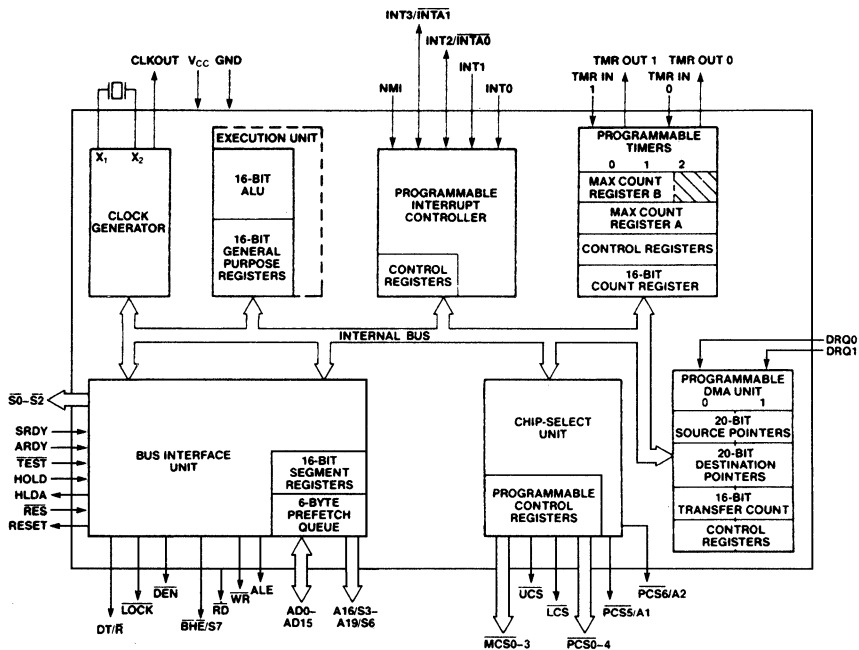 INT3/INTA1
CLKOUT
VCC GND
INT2/INTA0
TMR OUT 1
TMR OUT 0
TMR IN
1
TMR IN
0
NMI
INT1
INT0
X1
X2
CLOCK
GENERATOR
EXECUTION UNIT
16-BIT
ALU
16-BIT
GENERAL
PURPOSE
REGISTERS
PROGRAMMABLE
INTERRUPT
CONTROLLER
CONTROL
REGISTERS
PROGRAMMABLE
TIMERS
0 1 2
MAX COUNT
REGISTER B
MAX COUNT
REGISTER A
CONTROL REGISTERS
16-BIT
COUNT REGISTER
INTERNAL BUS
DRQ0
DRQ1
S0-S2
SRDY
ARDY
TEST
HOLD
HLDA
RES
RESET
BUS INTERFACE
UNIT
16-BIT
SEGMENT
REGISTERS
6-BYTE
PREFETCH
QUEUE
CHIP-SELECT
UNIT
PROGRAMMABLE
CONTROL
REGISTERS
PROGRAMMABLE
DMA UNIT
0 1
20-BIT
SOURCE POINTERS
20-BIT
DESTINATION
POINTERS
16-BIT
TRANSFER COUNT
CONTROL
REGISTERS
DT/R
LOCK
DEN
BHE/S7
RD
WR
ALE
AD0-
AD15
A16/S3-
A19/S6
MCS0-3
UCS
LCS
PCS0-4
PCS5/A1
PCS6/A2